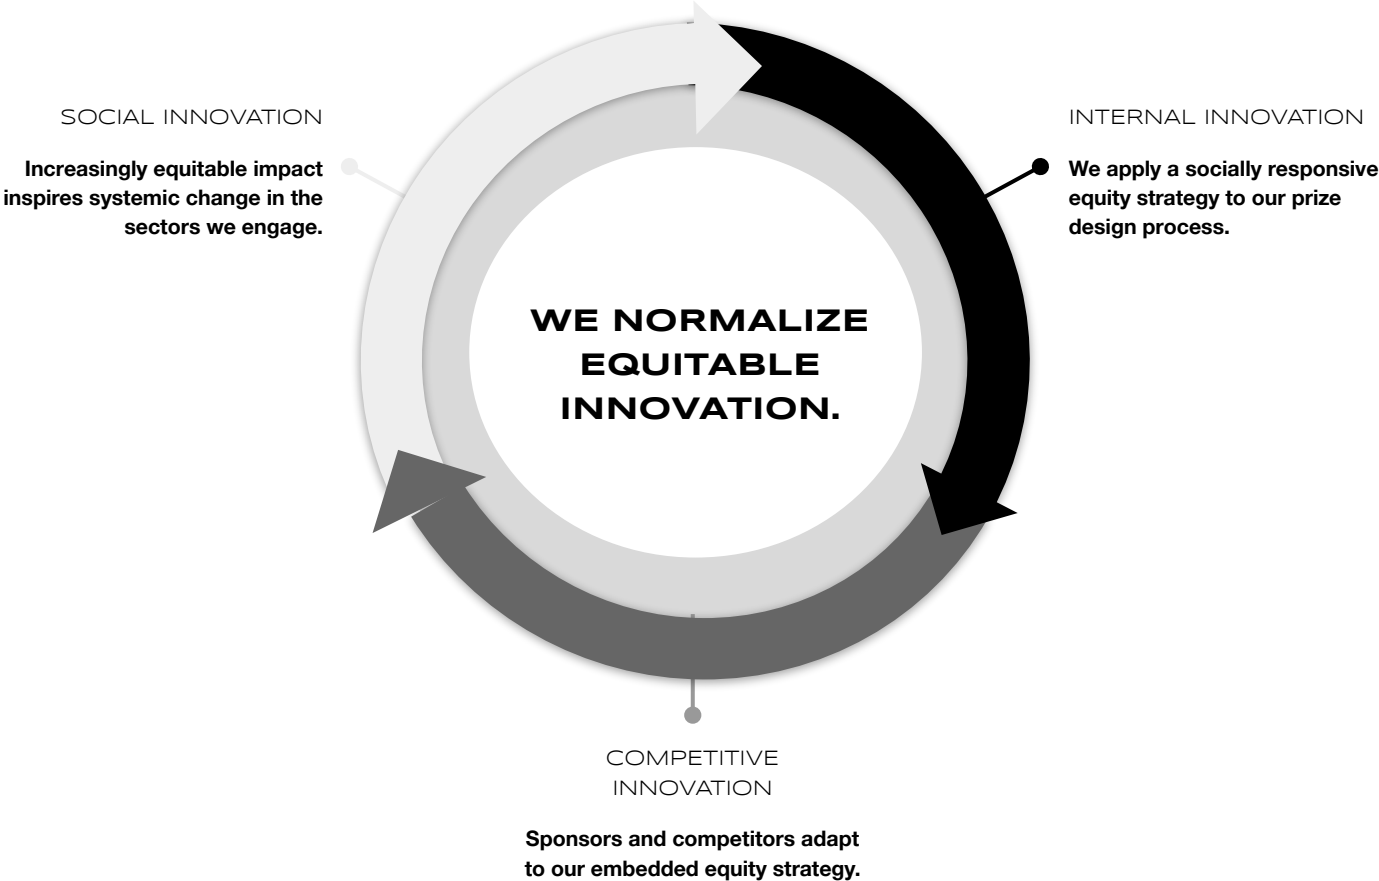 SOCIAL INNOVATION
Increasingly equitable impact
inspires systemic change in the
sectors we engage.
INTERNAL INNOVATION
We apply a socially responsive
equity strategy to our prize
design process.
WE NORMALIZE
EQUITABLE
INNOVATION.
COMPETITIVE
INNOVATION
Sponsors and competitors adapt
to our embedded equity strategy.